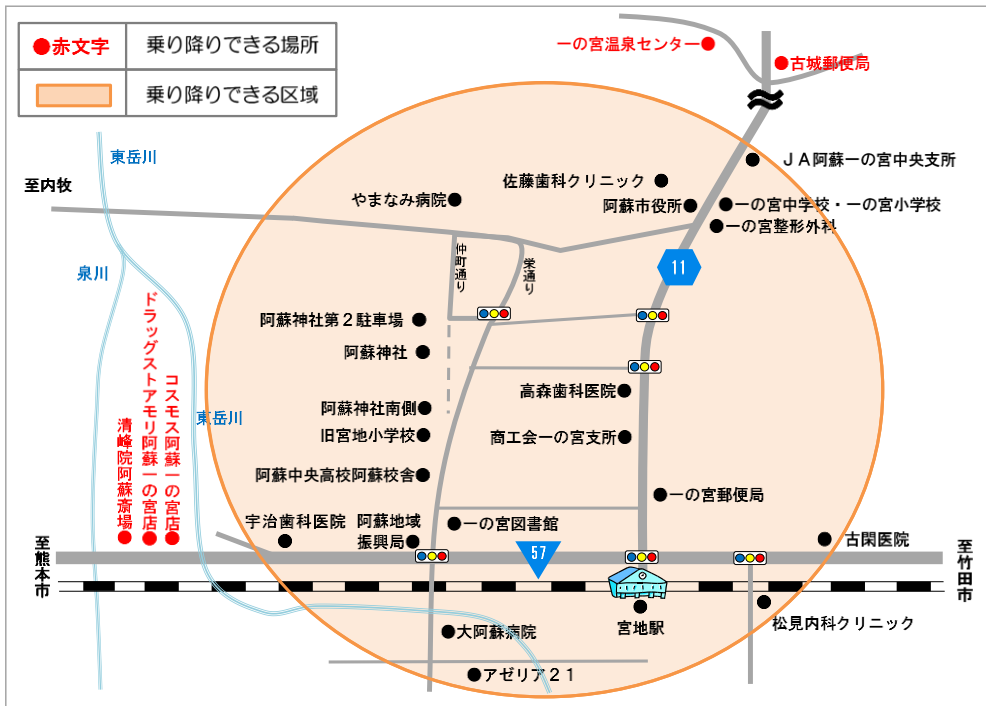 ●赤文字 乗り降りできる場所
乗り降りできる区域
一の宮温泉センター
古城郵便局
東岳川
至内牧
ＪＡ阿蘇一の宮中央支所
佐藤歯科クリニック
やまなみ病院
阿蘇市役所
一の宮中学校・一の宮小学校
一の宮整形外科
仲町通り
栄通り
11
泉川
ドラッグストアモリ阿蘇一の宮店
コスモス阿蘇一の宮店
清峰院阿蘇斎場
東岳川
阿蘇神社第２駐車場
阿蘇神社
高森歯科医院
阿蘇神社南側
旧宮地小学校
商工会一の宮支所
阿蘇中央高校阿蘇校舎
一の宮郵便局
宇治歯科医院
阿蘇地域
振興局
一の宮図書館
古閑医院
至熊本市
57
至竹田市
宮地駅
松見内科クリニック
大阿蘇病院
アゼリア２１